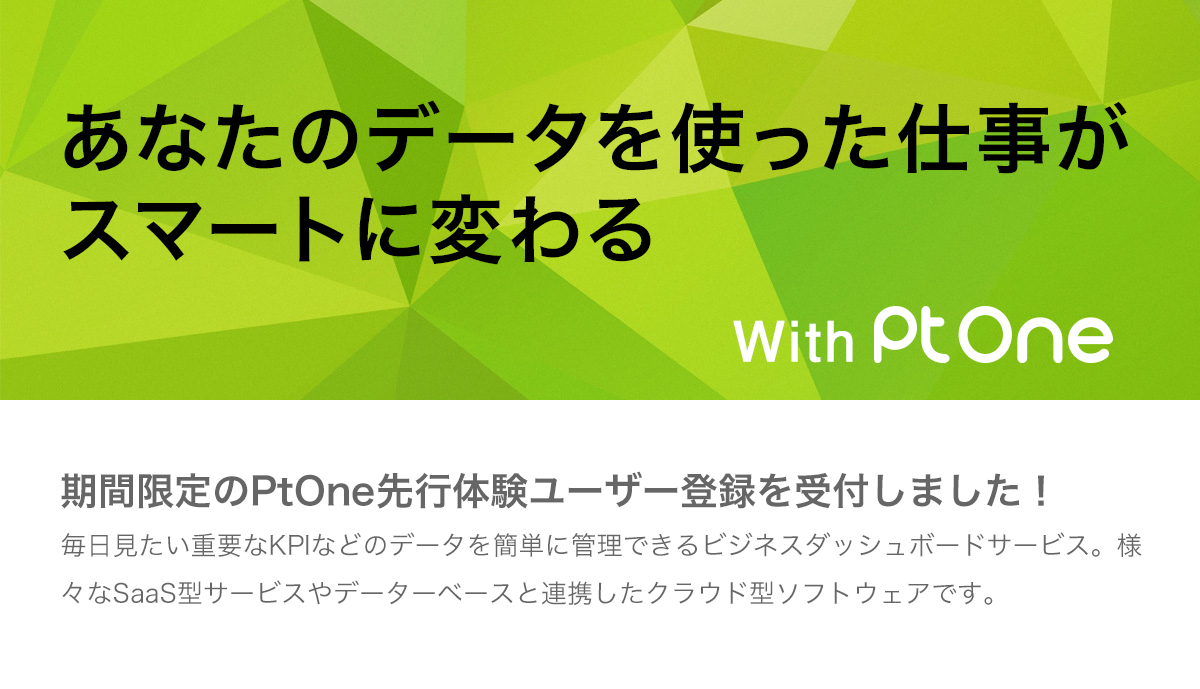 あなたのデータを使った仕事が
スマートに変わる
With PtOne
期間限定のPtOne先行体験ユーザー登録を受付しました！
毎日見たい重要なKPIなどのデータを簡単に管理できるビジネスダッシュボードサービス。様
々なSaaS型サービスやデーターベースと連携したクラウド型ソフトウェアです。